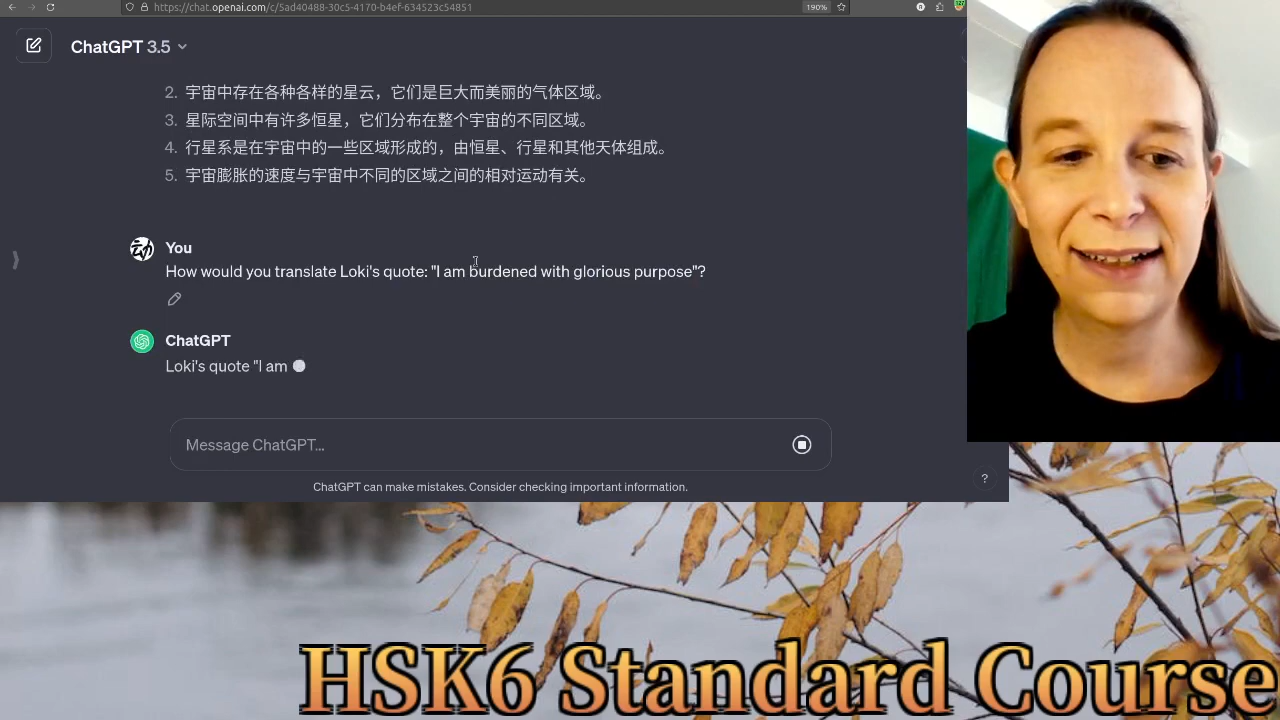 https://chat.openai.com/c/5ad40488-30c5-4170-b4ef-634523c54851
190%
ChatGPT 3.5
2. 宇宙中存在各种各样的星云，它们是巨大而美丽的气体区域。
3. 星际空间中有许多恒星，它们分布在整个宇宙的不同区域。
4. 行星系是在宇宙中的一些区域形成的，由恒星、行星和其他天体组成。
5. 宇宙膨胀的速度与宇宙中不同的区域之间的相对运动有关。
You
How would you translate Loki's quote: "I am burdened with glorious purpose"?
ChatGPT
Loki's quote "I am
Message ChatGPT...
ChatGPT can make mistakes. Consider checking important information.
?
HSK6 Standard Course